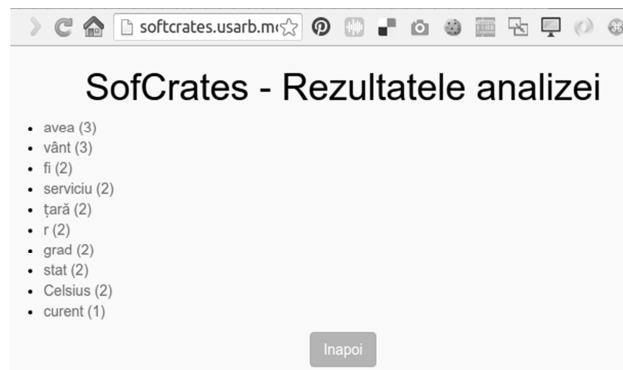 softcrates.usarb.m
SofCrates - Rezultatele analizei
avea (3)
vânt (3)
fi (2)
serviciu (2)
țară (2)
r (2)
grad (2)
stat (2)
Celsius (2)
curent (1)
Inapoi